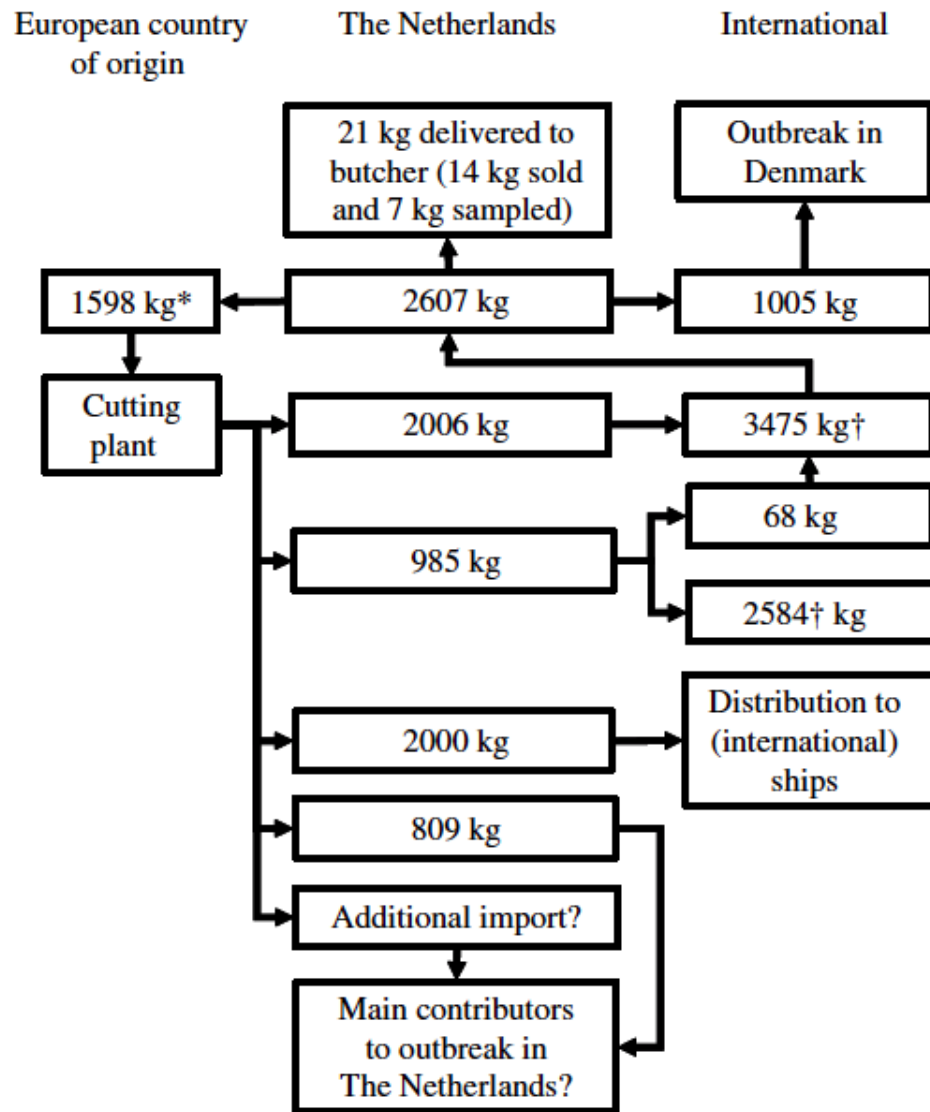 European country
of origin
The Netherlands
International
21 kg delivered to
butcher (14 kg sold
and 7 kg sampled)
Outbreak in
Denmark
1598 kg*
2607 kg
1005 kg
Cutting
plant
2006 kg
3475 kg†
68 kg
985 kg
2584† kg
2000 kg
Distribution to
(international)
ships
809 kg
Additional import?
Main contributors
to outbreak in
The Netherlands?